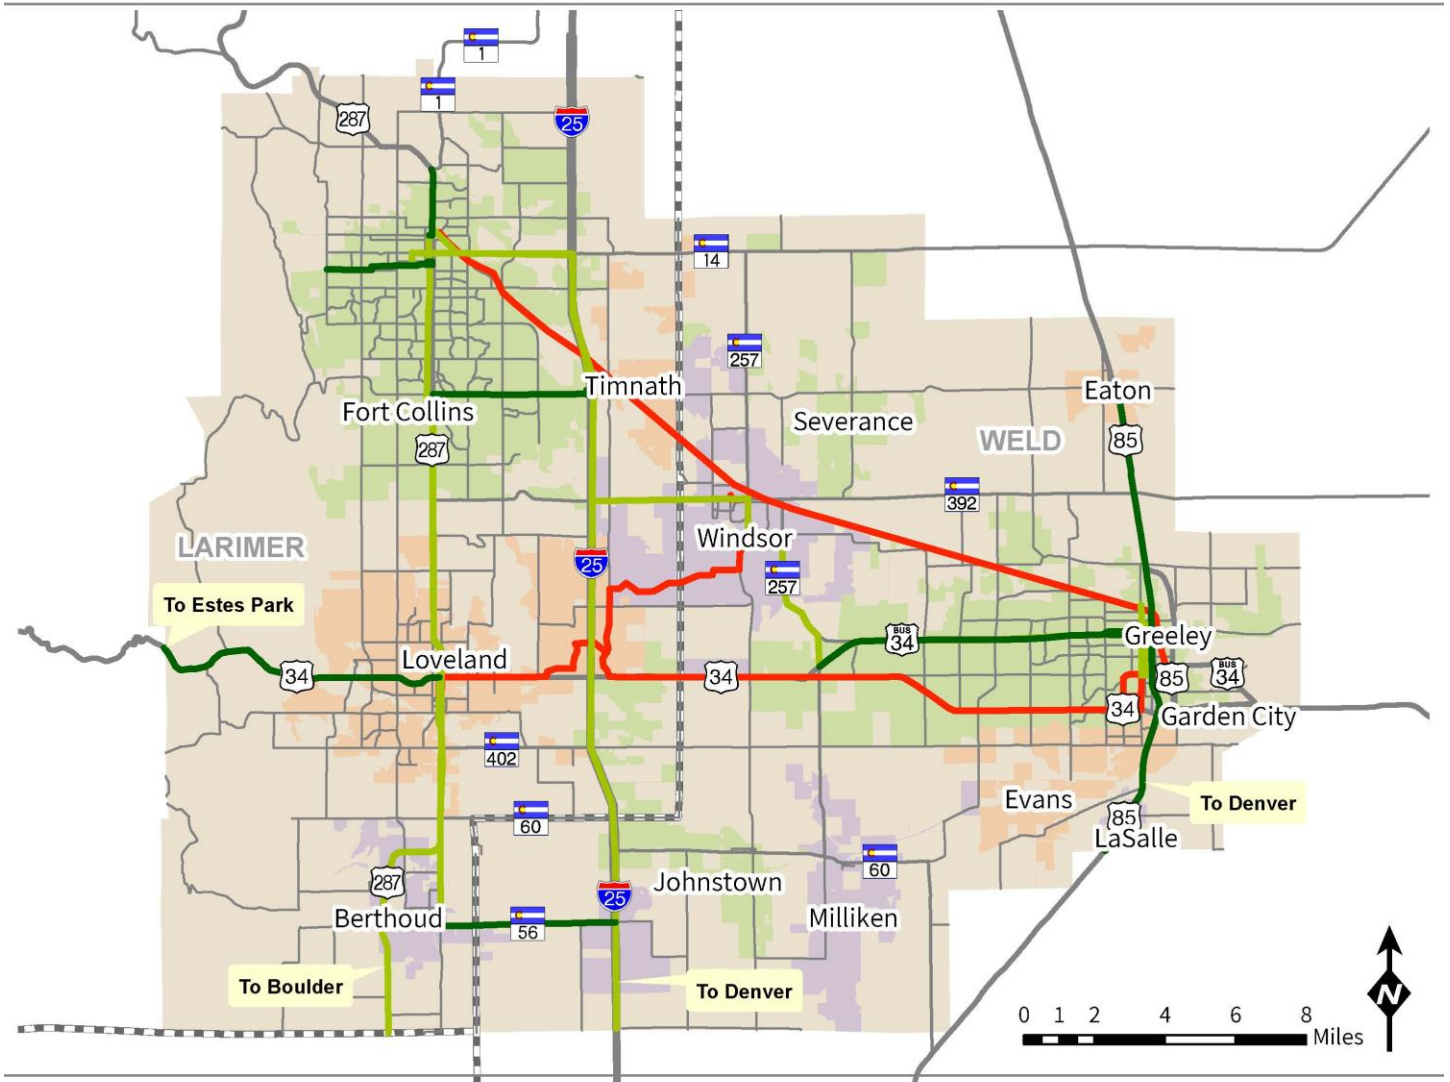 1
1
287
25
14
257
Timnath
Eaton
Fort Collins
Severance
287
85
WELD
392
LARIMER
Windsor
25
257
To Estes Park
BUS
34
Greeley
Loveland
34
34
85
BUS
34
34
Garden City
402
Evans
To Denver
60
85
LaSalle
60
287
Johnstown
25
Berthoud
56
Milliken
To Boulder
To Denver
N
0 1 2 4 6 8
Miles